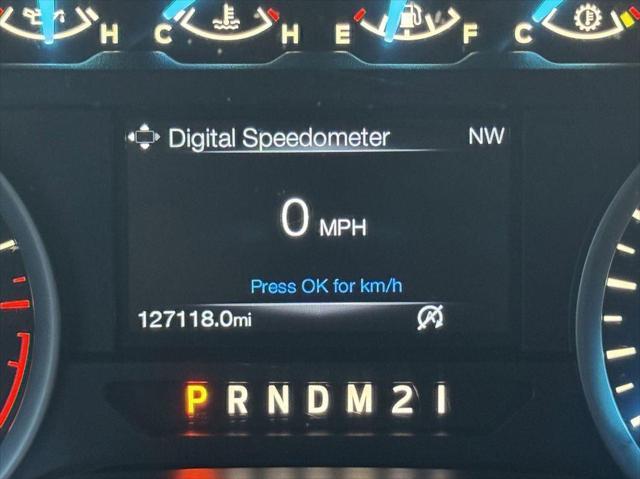 H C H E F C
Digital Speedometer NW
0 MPH
Press OK for km/h
127118.0mi
P R N D M 2 1